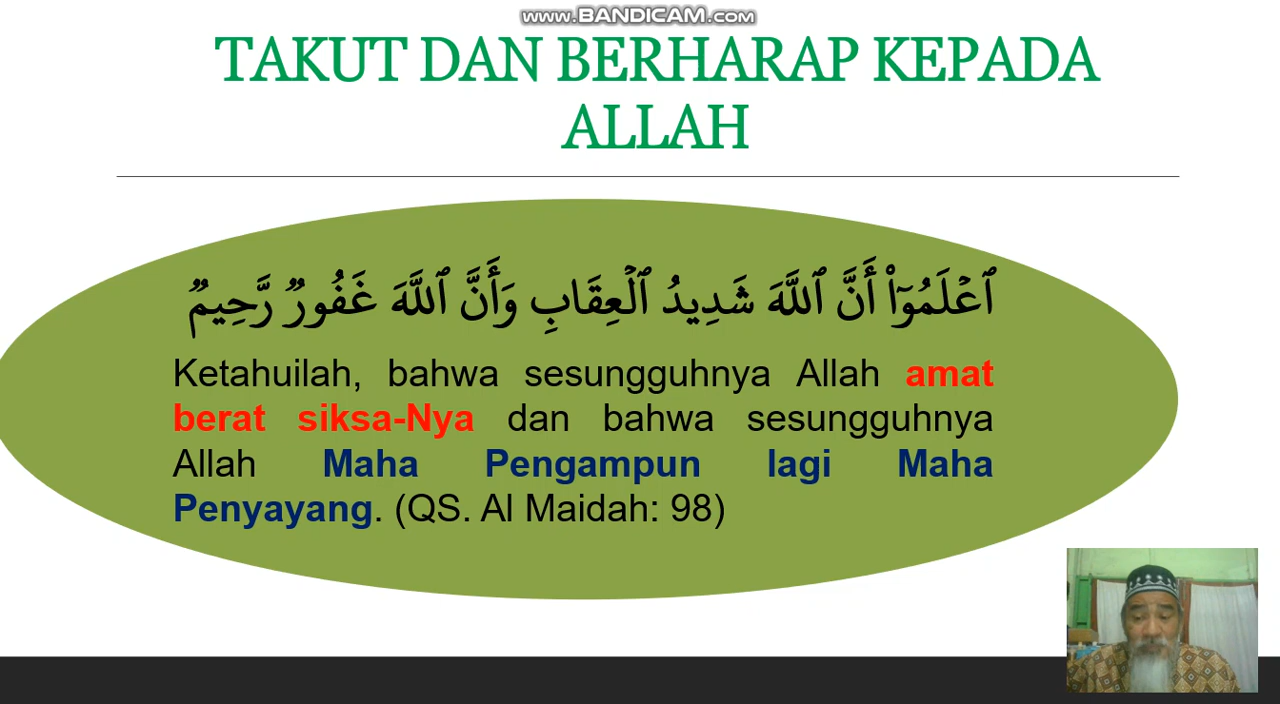 www.BANDICAM.com
TAKUT DAN BERHARAP KEPADA
ALLAH
ٱعۡلَمُوٓاْ أَنَّ ٱللَّهَ شَدِيدُ ٱلۡعِقَابِ وَأَنَّ ٱللَّهَ غَفُورٞ رَّحِيمٞ
Ketahuilah, bahwa sesungguhnya Allah amat
berat siksa-Nya dan bahwa sesungguhnya
Allah Maha Pengampun lagi Maha
Penyayang. (QS. Al Maidah: 98)